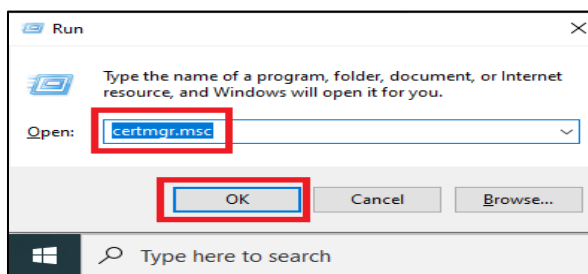 Run
Type the name of a program, folder, document, or Internet
resource, and Windows will open it for you.
Open:
certmgr.msc
OK
Cancel
Browse...
Type here to search